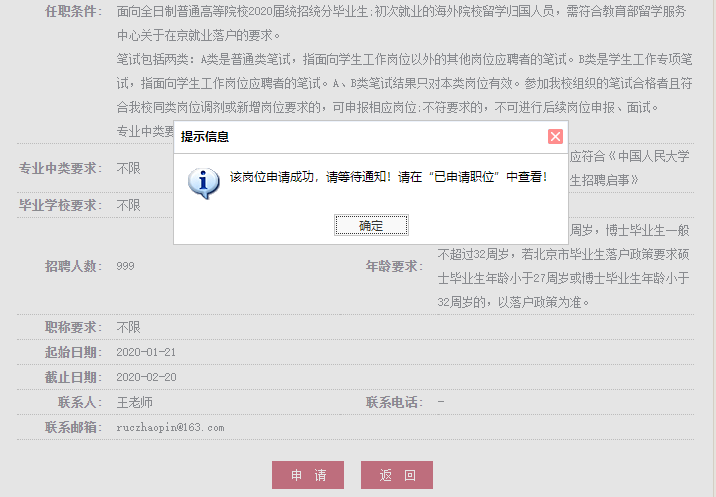 任职条件： 面向全日制普通高等院校2020届统招统分毕业生;初次就业的海外院校留学归国人员，需符合教育部留学服务
中心关于在京就业落户的要求。
笔试包括两类：A类是普通类笔试，指面向学生工作岗位以外的其他岗位应聘者的笔试。B类是学生工作专项笔
试，指面向学生工作岗位应聘者的笔试。A、B类笔试结果只对本类岗位有效。参加我校组织的笔试合格者且符
合我校同类岗位调剂或新增岗位要求的，可申报相应岗位;不符要求的，不可进行后续岗位申报、面试。
专业中类要
提示信息
该岗位申请成功，请等待通知！请在“已申请职位”中查看！
确定
应符合《中国人民大学
专业中类要求： 不限
生招聘启事》
毕业学校要求： 不限
周岁，博士毕业生一般
招聘人数： 999
年龄要求： 不超过32周岁，若北京市毕业生落户政策要求硕
士毕业生年龄小于27周岁或博士毕业生年龄小于
32周岁的，以落户政策为准。
职称要求： 不限
起始日期： 2020-01-21
截止日期： 2020-02-20
联系人： 王老师 联系电话： -
联系邮箱： ruczhaopin@163.com
申 请 返 回